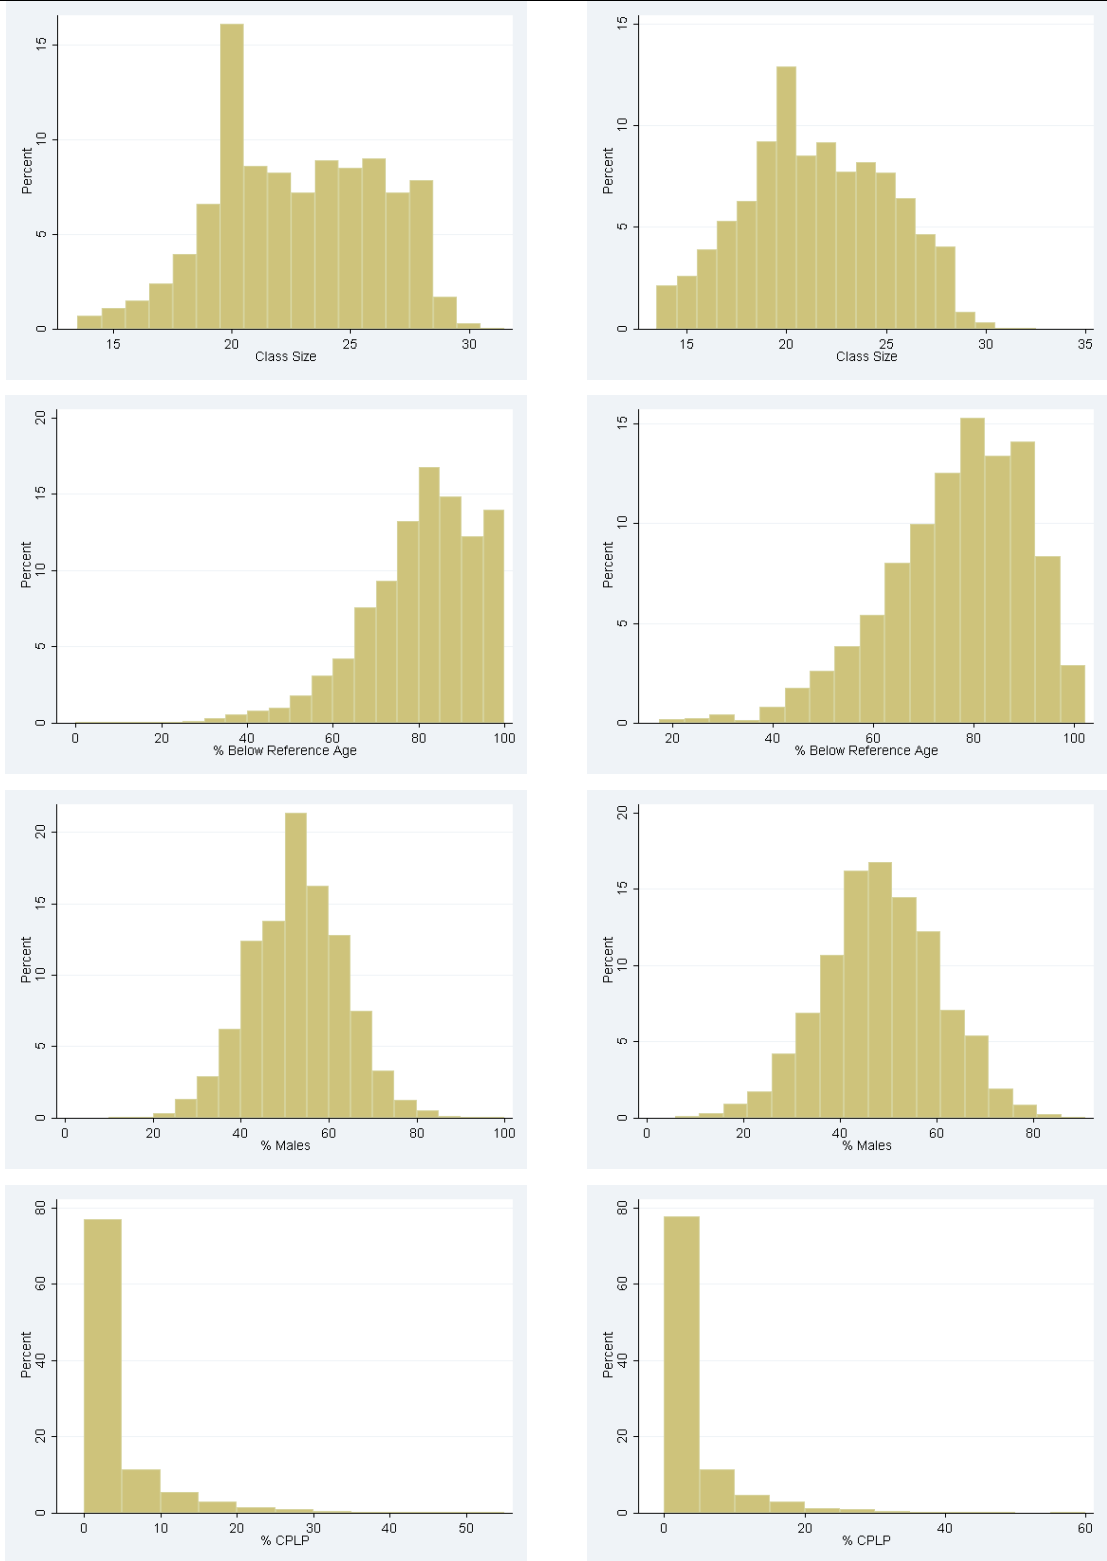 Percent
0 5 10 15
15 20 25 30
Class Size
Percent
0 5 10 15
15 20 25 30 35
Class Size
Percent
0 5 10 15 20
0 20 40 60 80 100
% Below Reference Age
Percent
0 5 10 15
20 40 60 80 100
% Below Reference Age
Percent
0 5 10 15 20
0 20 40 60 80 100
% Males
Percent
0 5 10 15 20
0 20 40 60 80
% Males
Percent
0 20 40 60 80
0 10 20 30 40 50
% CPLP
Percent
0 20 40 60 80
0 20 40 60
% CPLP